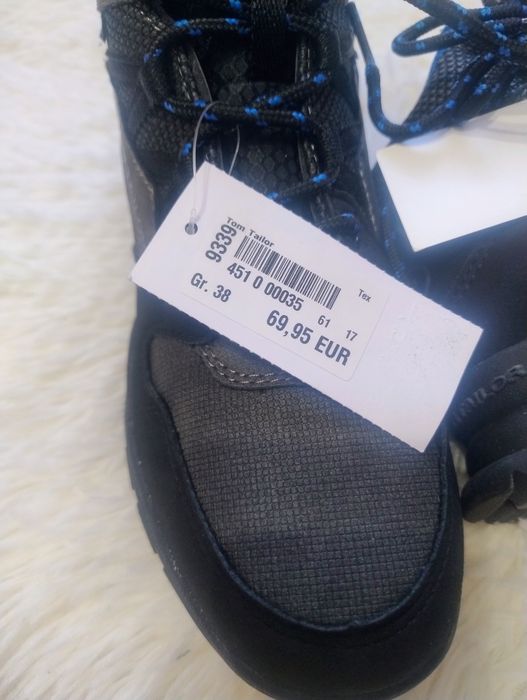 Tom Tailor
9339
Tex
451 0 00035
61
17
Gr. 38
69,95 EUR